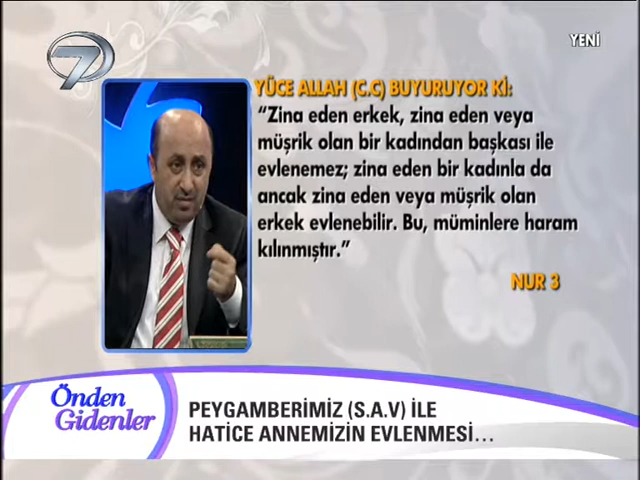 7
YENİ
YÜCE ALLAH (C.C) BUYURUYOR Kİ:
“Zina eden erkek, zina eden veya
müşrik olan bir kadından başkası ile
evlenemez; zina eden bir kadınla da
ancak zina eden veya müşrik olan
erkek evlenebilir. Bu, müminlere haram
kılınmıştır.”
NUR 3
Önden
Gidenler
PEYGAMBERİMİZ (S.A.V) İLE
HATİCE ANNEMİZİN EVLENMESİ...